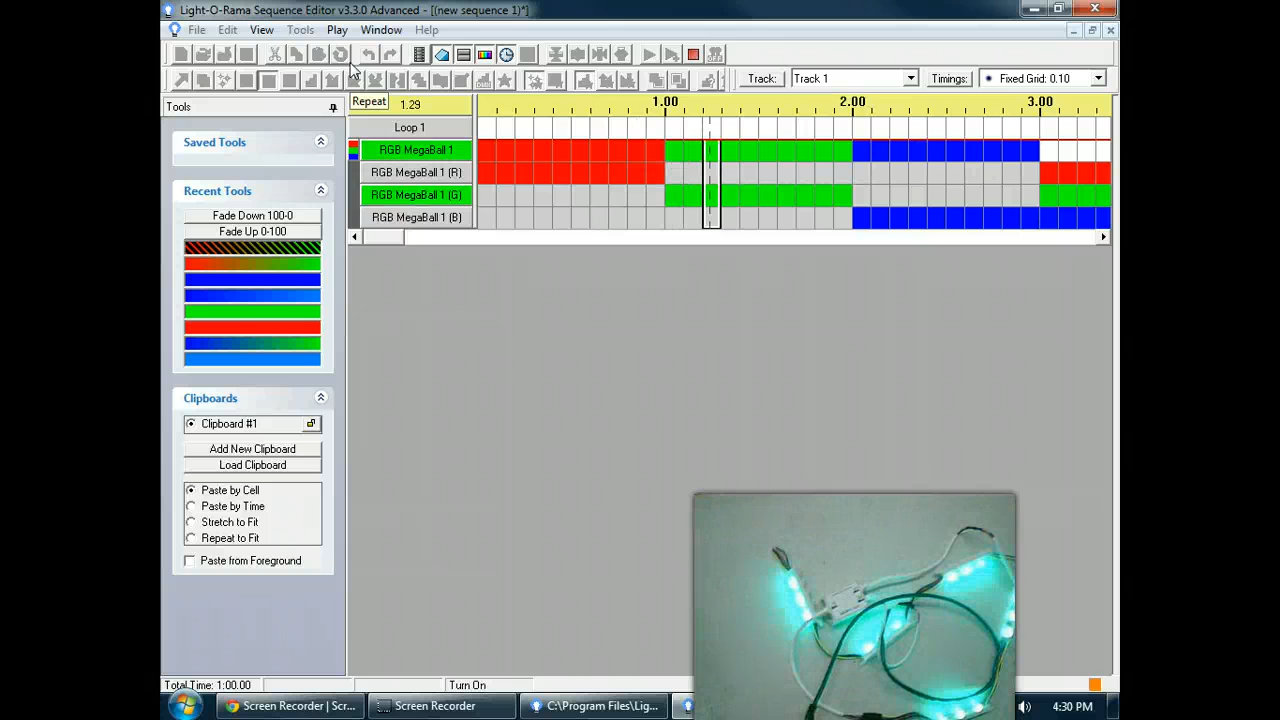 Light-O-Rama Sequence Editor v3.3.0 Advanced - [(new sequence 1)*]
File Edit View Tools Play Window Help
Track: Track 1 Timings: Fixed Grid: 0.10
Tools
Repeat
1.29
1.00 2.00 3.00
Loop 1
Saved Tools
RGB MegaBall 1
RGB MegaBall 1 (R)
Recent Tools
RGB MegaBall 1 (G)
Fade Down 100-0
RGB MegaBall 1 (B)
Fade Up 0-100
Clipboards
Clipboard #1
Add New Clipboard
Load Clipboard
Paste by Cell
Paste by Time
Stretch to Fit
Repeat to Fit
Paste from Foreground
Total Time: 1:00.00
Turn On
Screen Recorder | Scr...
Screen Recorder
C:\Program Files\Lig...
4:30 PM